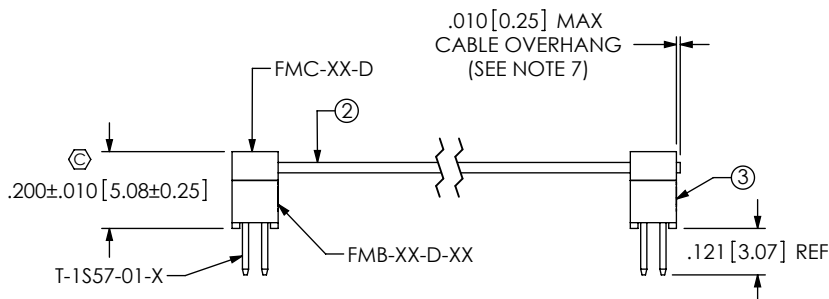 .010[0.25] MAX
CABLE OVERHANG
(SEE NOTE 7)
FMC-XX-D
2
C
.200±.010[5.08±0.25]
3
.121[3.07] REF
FMB-XX-D-XX
T-1S57-01-X